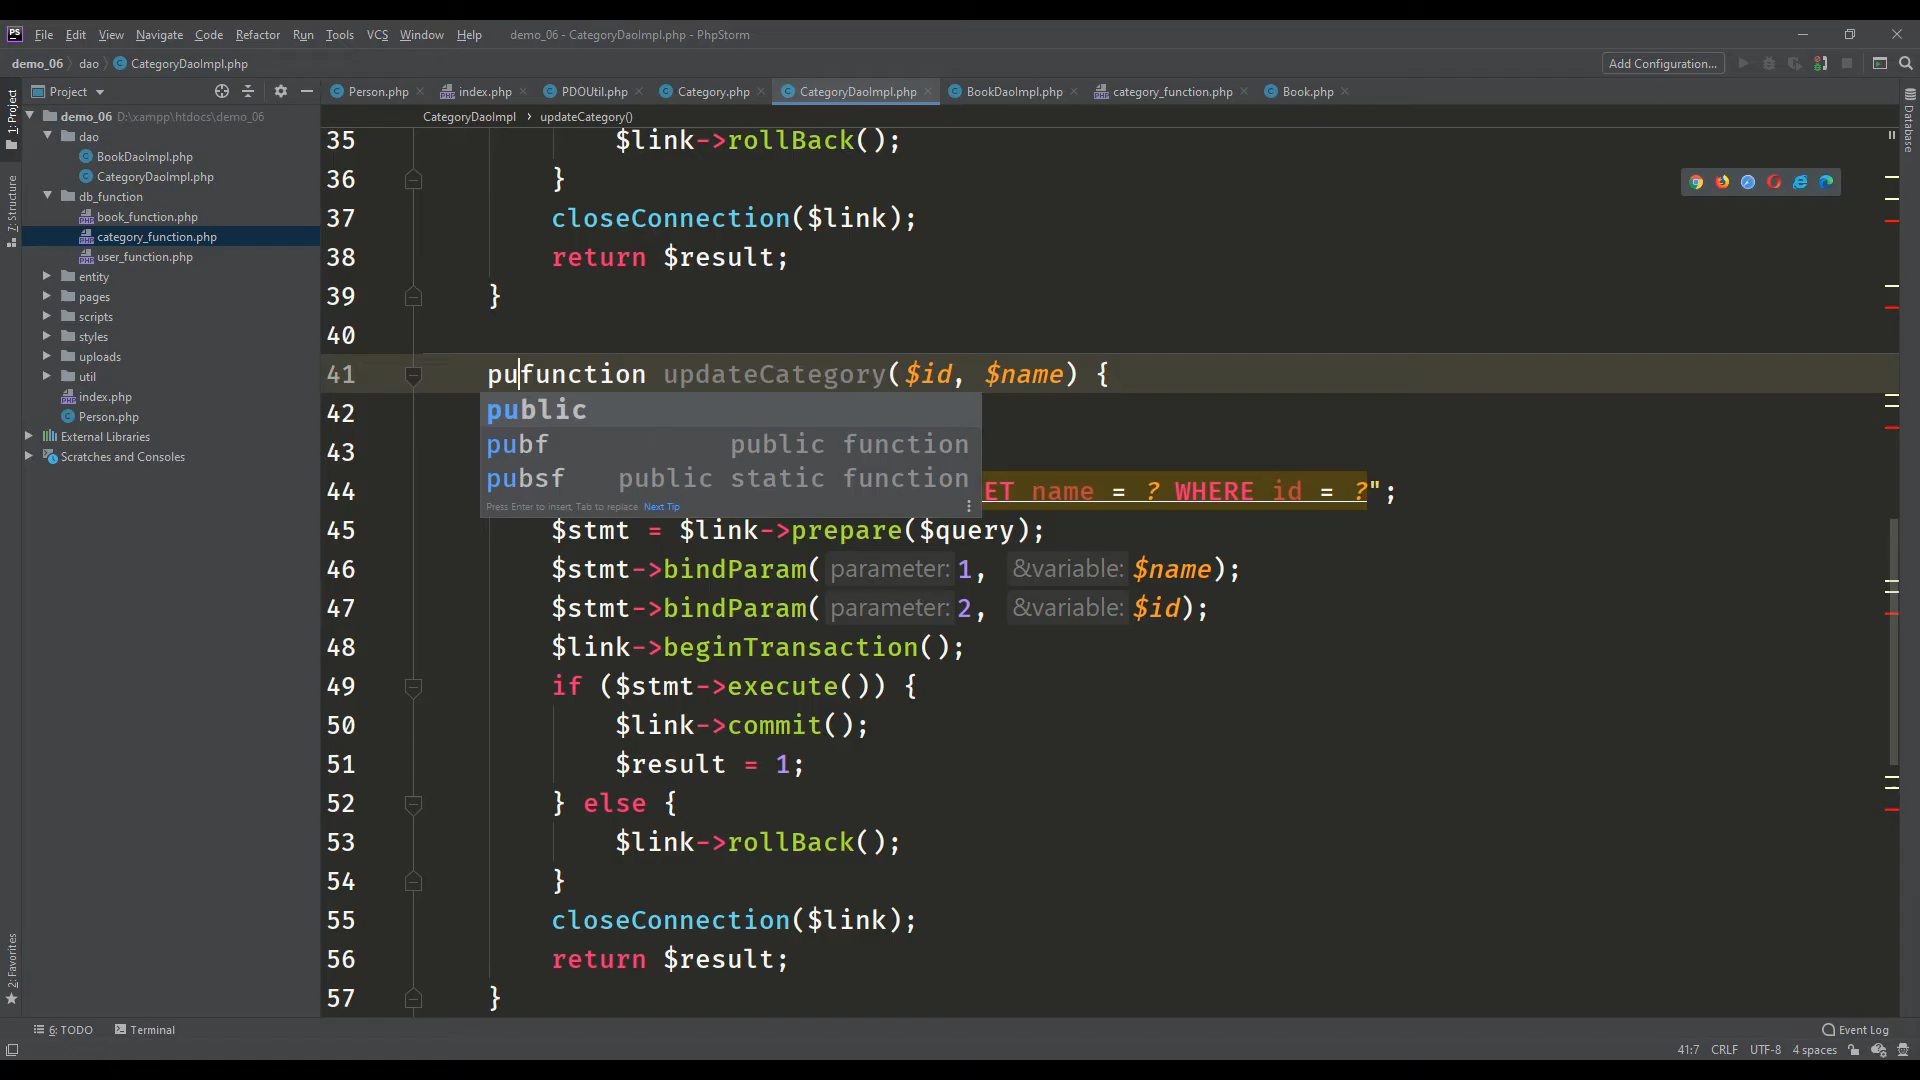 PS File Edit View Navigate Code Refactor Run Tools VCS Window Help demo_06 - CategoryDaoImpl.php - PhpStorm
demo_06 dao CategoryDaoImpl.php Add Configuration...
Project Person.php index.php PDOUtil.php Category.php CategoryDaoImpl.php BookDaoImpl.php category_function.php Book.php
CategoryDaoImpl updateCategory()
1: Project
7: Structure
2: Favorites
Database
demo_06 D:\xampp\htdocs\demo_06
dao
BookDaoImpl.php
CategoryDaoImpl.php
db_function
book_function.php
category_function.php
user_function.php
entity
pages
scripts
styles
uploads
util
index.php
Person.php
External Libraries
Scratches and Consoles
35 $link->rollBack();
36 }
37 closeConnection($link);
38 return $result;
39 }
40
41 pufunction updateCategory($id, $name) {
42 public
pubf public function
43 pubsf public static function
44 ET name = ? WHERE id = ?";
Press Enter to insert, Tab to replace Next Tip
45 $stmt = $link->prepare($query);
46 $stmt->bindParam( parameter: 1, &variable: $name);
47 $stmt->bindParam( parameter: 2, &variable: $id);
48 $link->beginTransaction();
49 if ($stmt->execute()) {
50 $link->commit();
51 $result = 1;
52 } else {
53 $link->rollBack();
54 }
55 closeConnection($link);
56 return $result;
57 }
6: TODO Terminal Event Log
41:7 CRLF UTF-8 4 spaces